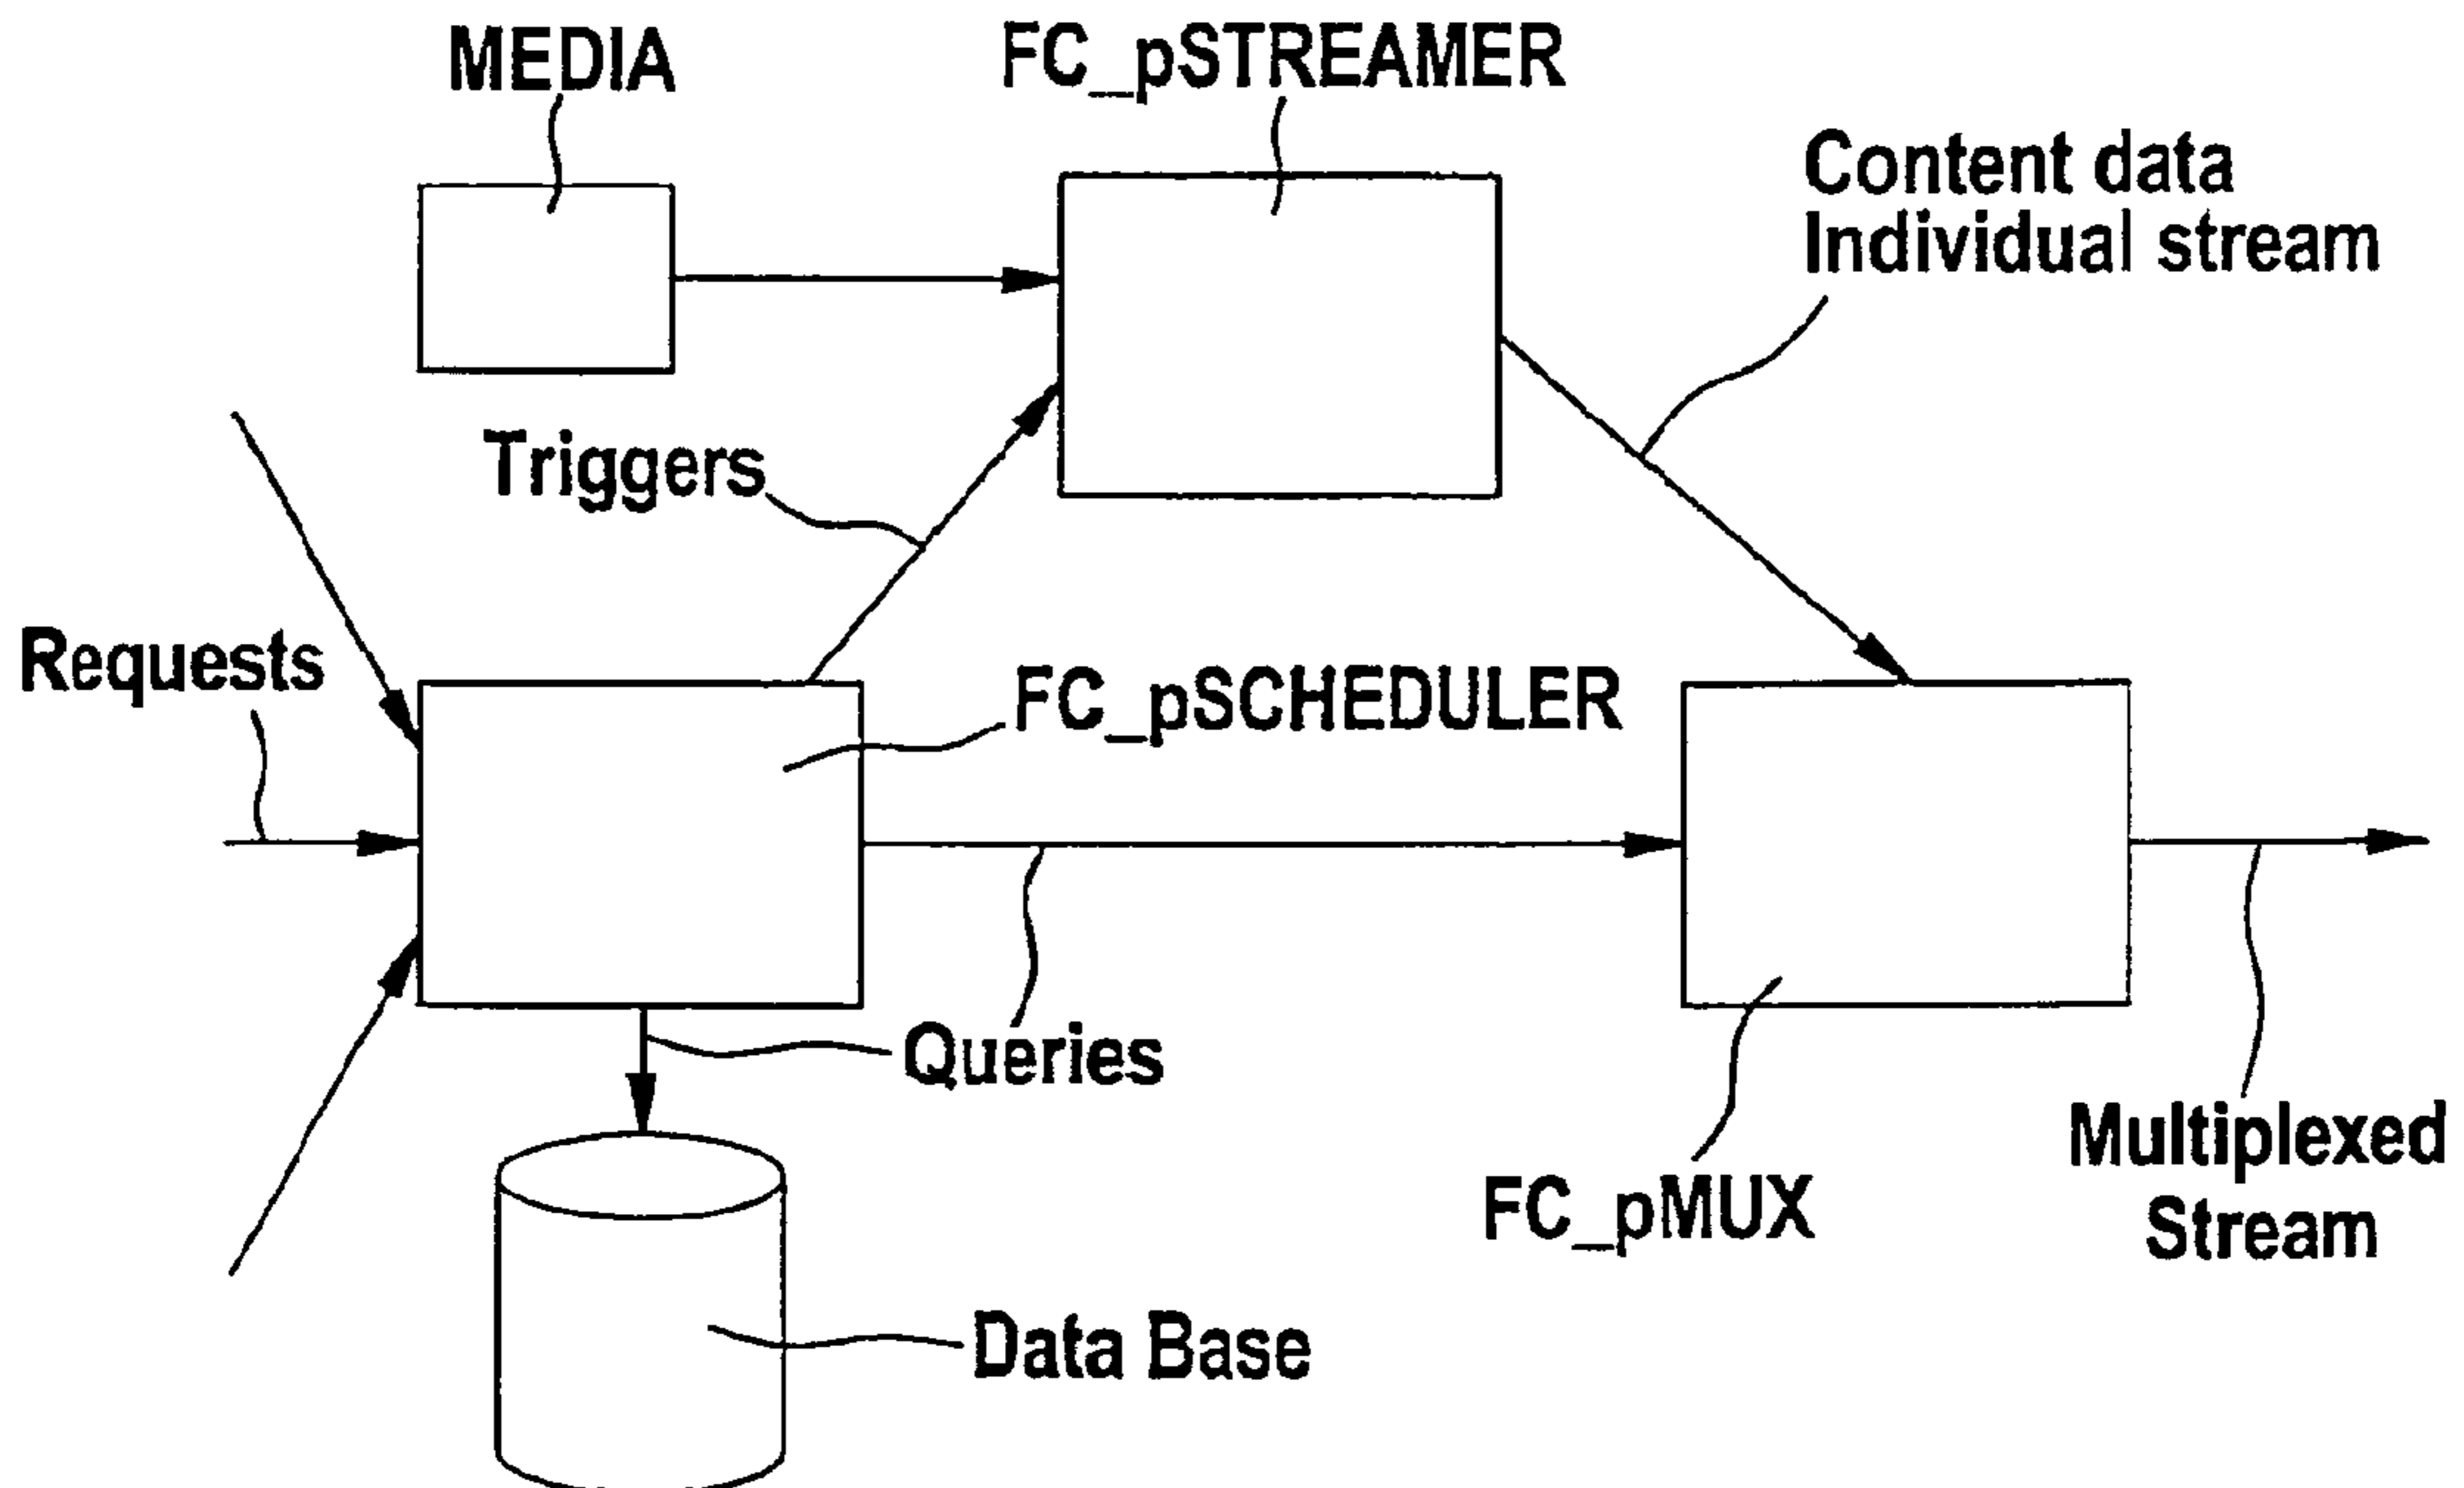 MEDIA
FC_pSTREAMER
Content data
Individual stream
Triggers
Requests
FC_pSCHEDULER
Queries
FC_pMUX
Multiplexed
Stream
Data Base